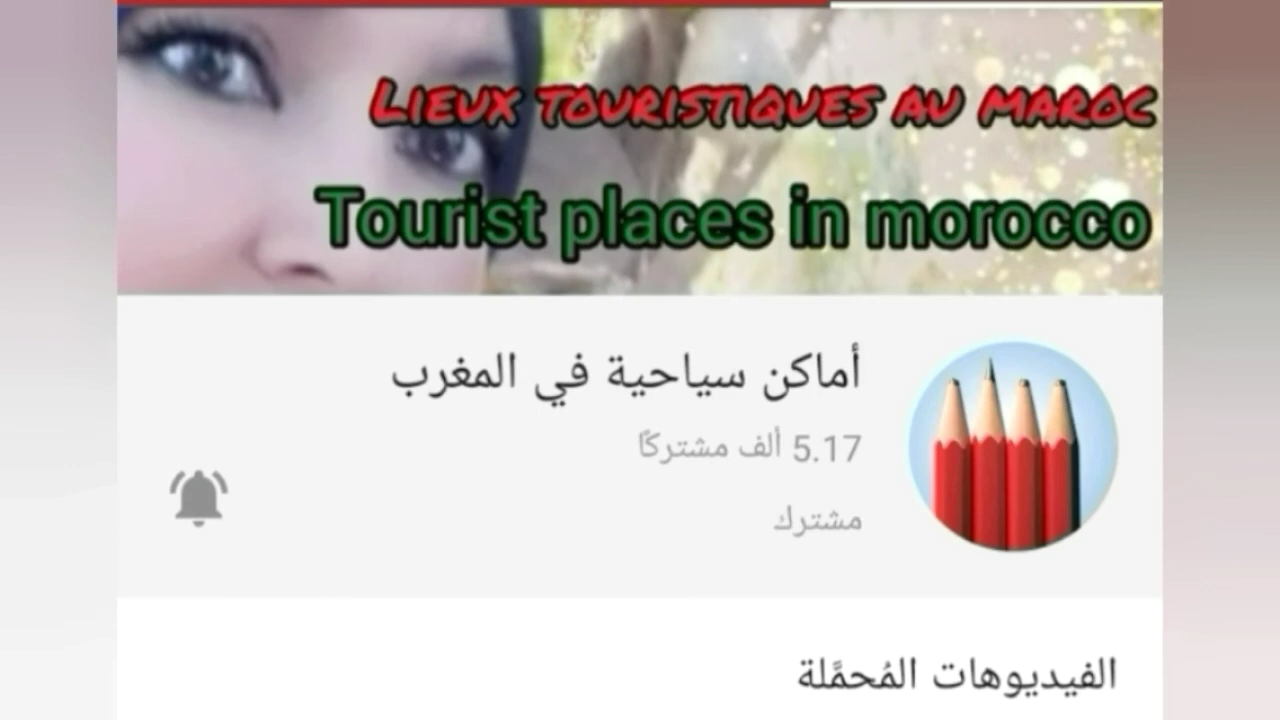 LIEUX TOURISTIQUES AU MAROC
Tourist places in morocco
أماكن سياحية في المغرب
5.17 ألف مشتركًا
مشترك
الفيديوهات المُحمَّلة